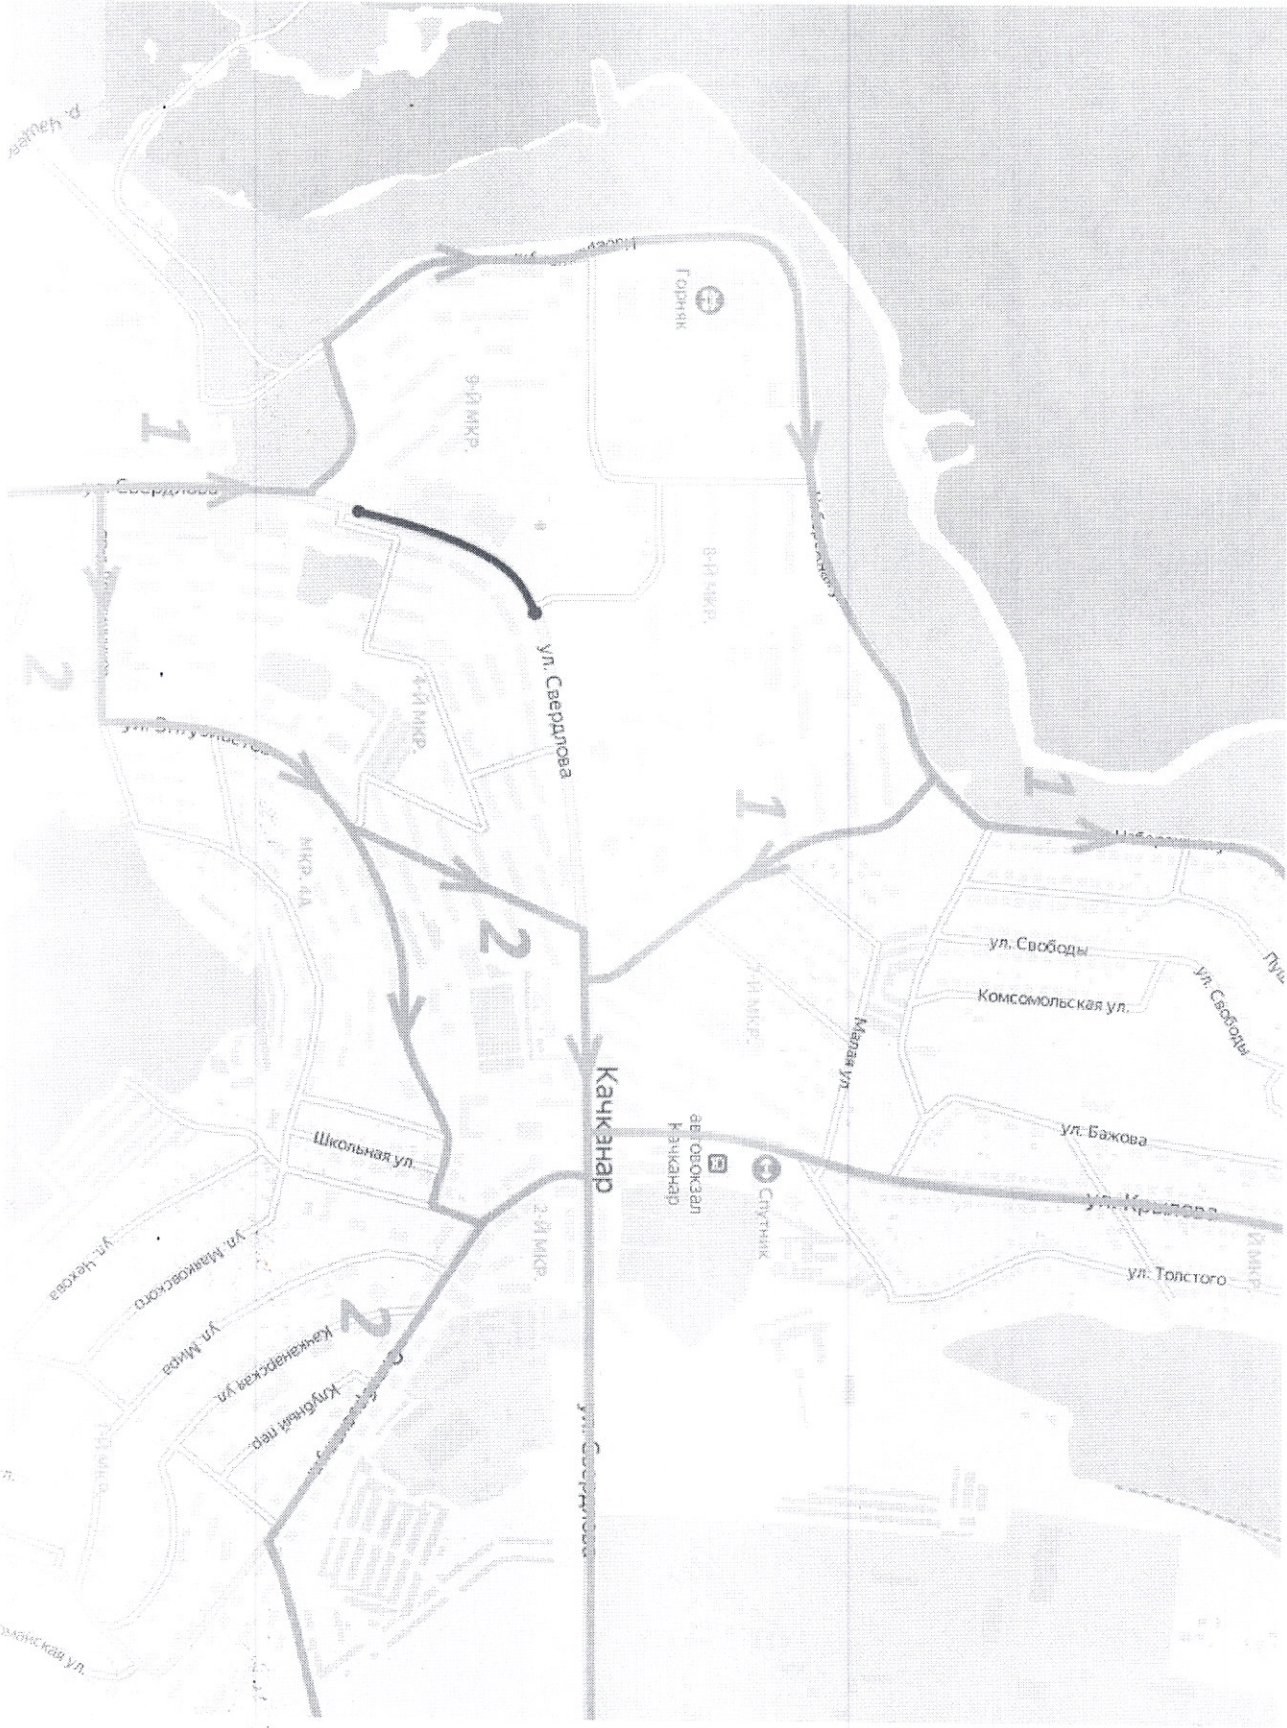 Горняк
9-Й МКР.
1
ул. Свердлова
8-Й МКР.
2
ул. Свердлова
4-Й МКР.
ул. Энтузиастов
1
1
МКР. 4А
2
ул. Свободы
ул. Свободы
Комсомольская ул.
Малая ул.
Качканар
автовокзал
Качканар
Спутник
ул. Бажова
Школьная ул.
ул. Крылова
2-Й МКР.
ул. Толстого
ул. Чехова
ул. Маяковского
ул. Мира
2
Качканарская ул.
Клубный пер
ул. Свердлова